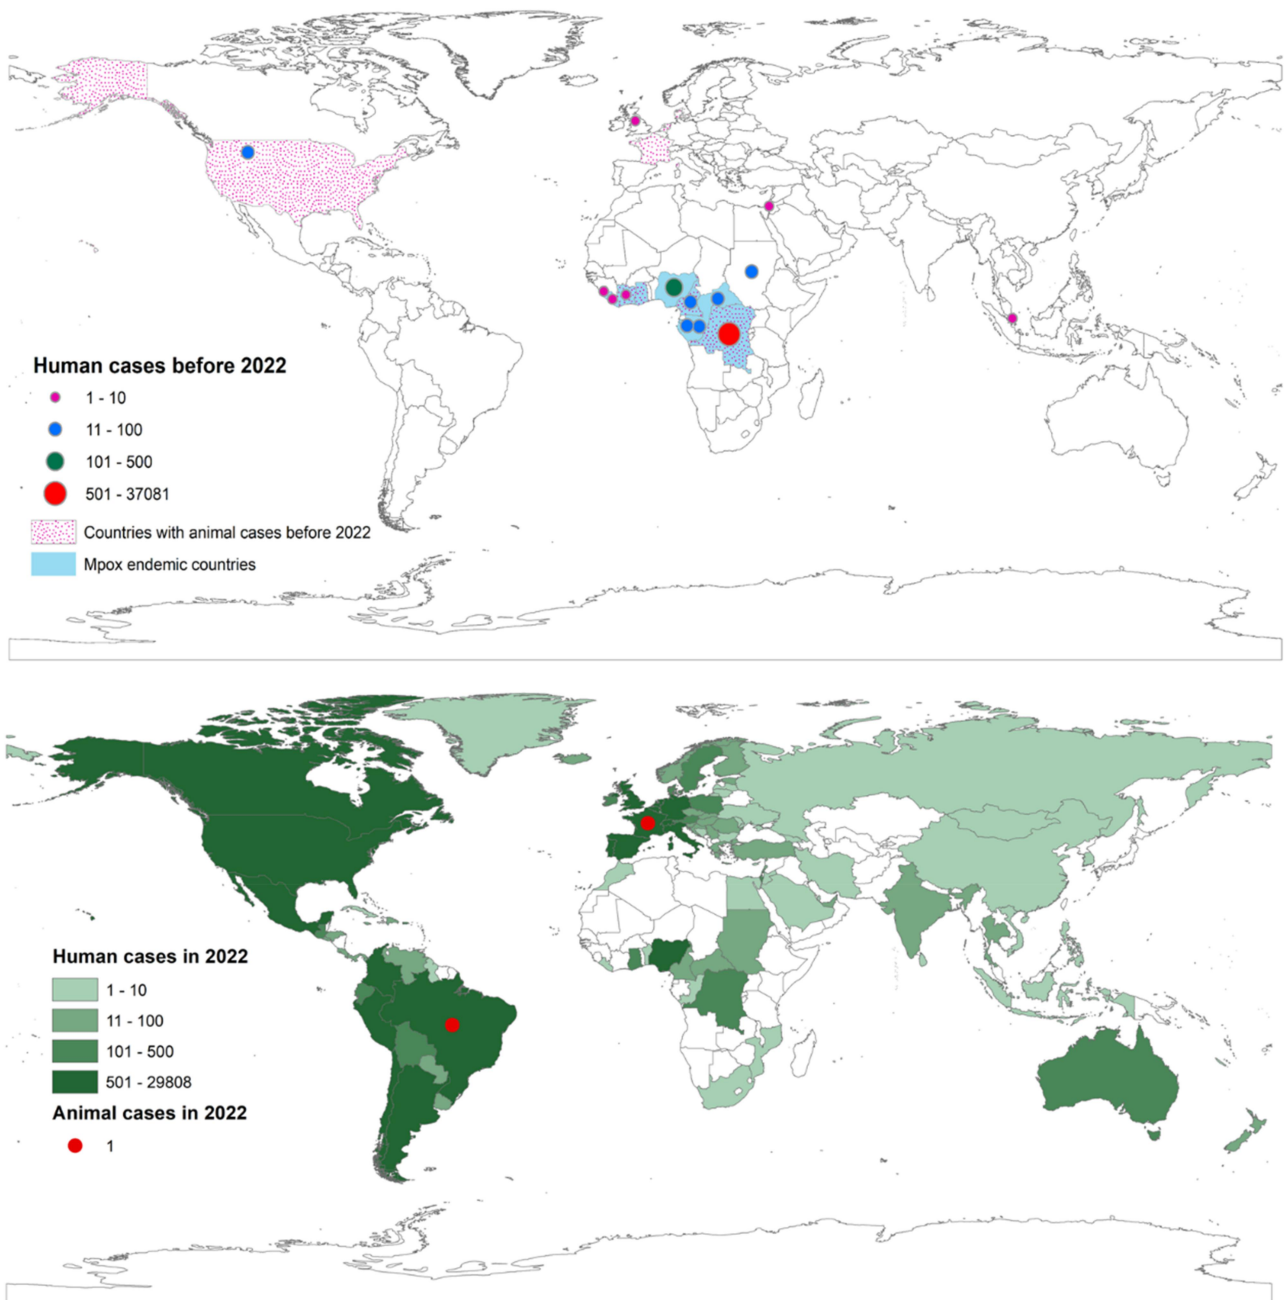 Human cases before 2022
1 - 10
11 - 100
101 - 500
501 - 37081
Countries with animal cases before 2022
Mpox endemic countries
Human cases in 2022
1 - 10
11 - 100
101 - 500
501 - 29808
Animal cases in 2022
1